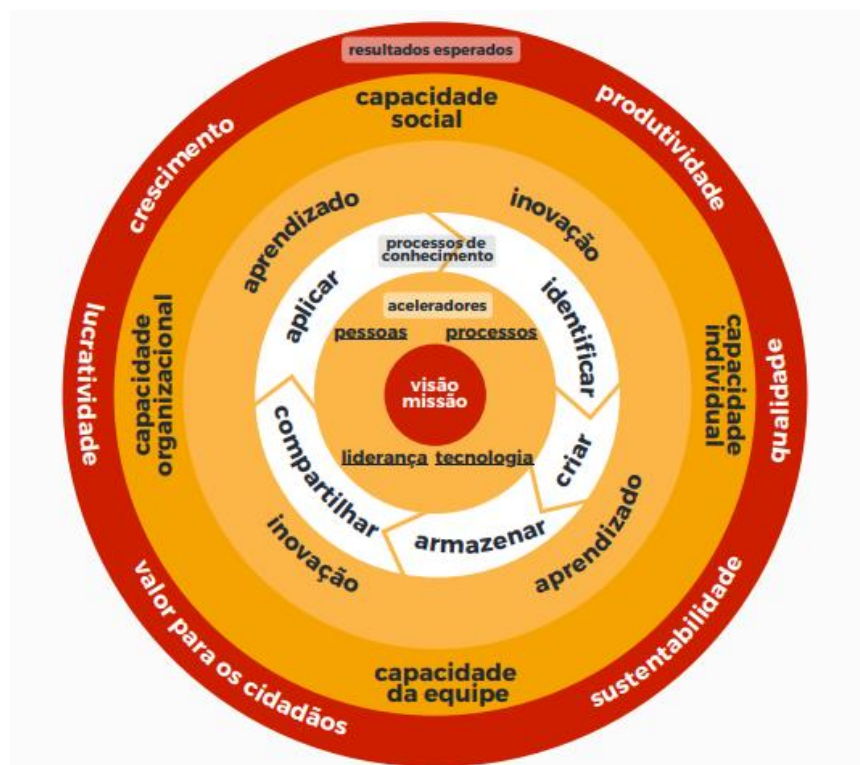 resultados esperados
capacidade
social
produtividade
crescimento
aprendizado
inovação
processos de
conhecimento
aplicar
identificar
aceleradores
pessoas
processos
lucratividade
capacidade
organizacional
visão
missão
capacidade
individual
qualidade
compartilhar
liderança
tecnologia
criar
armazenar
inovação
aprendizado
valor para os cidadãos
capacidade
da equipe
sustentabilidade